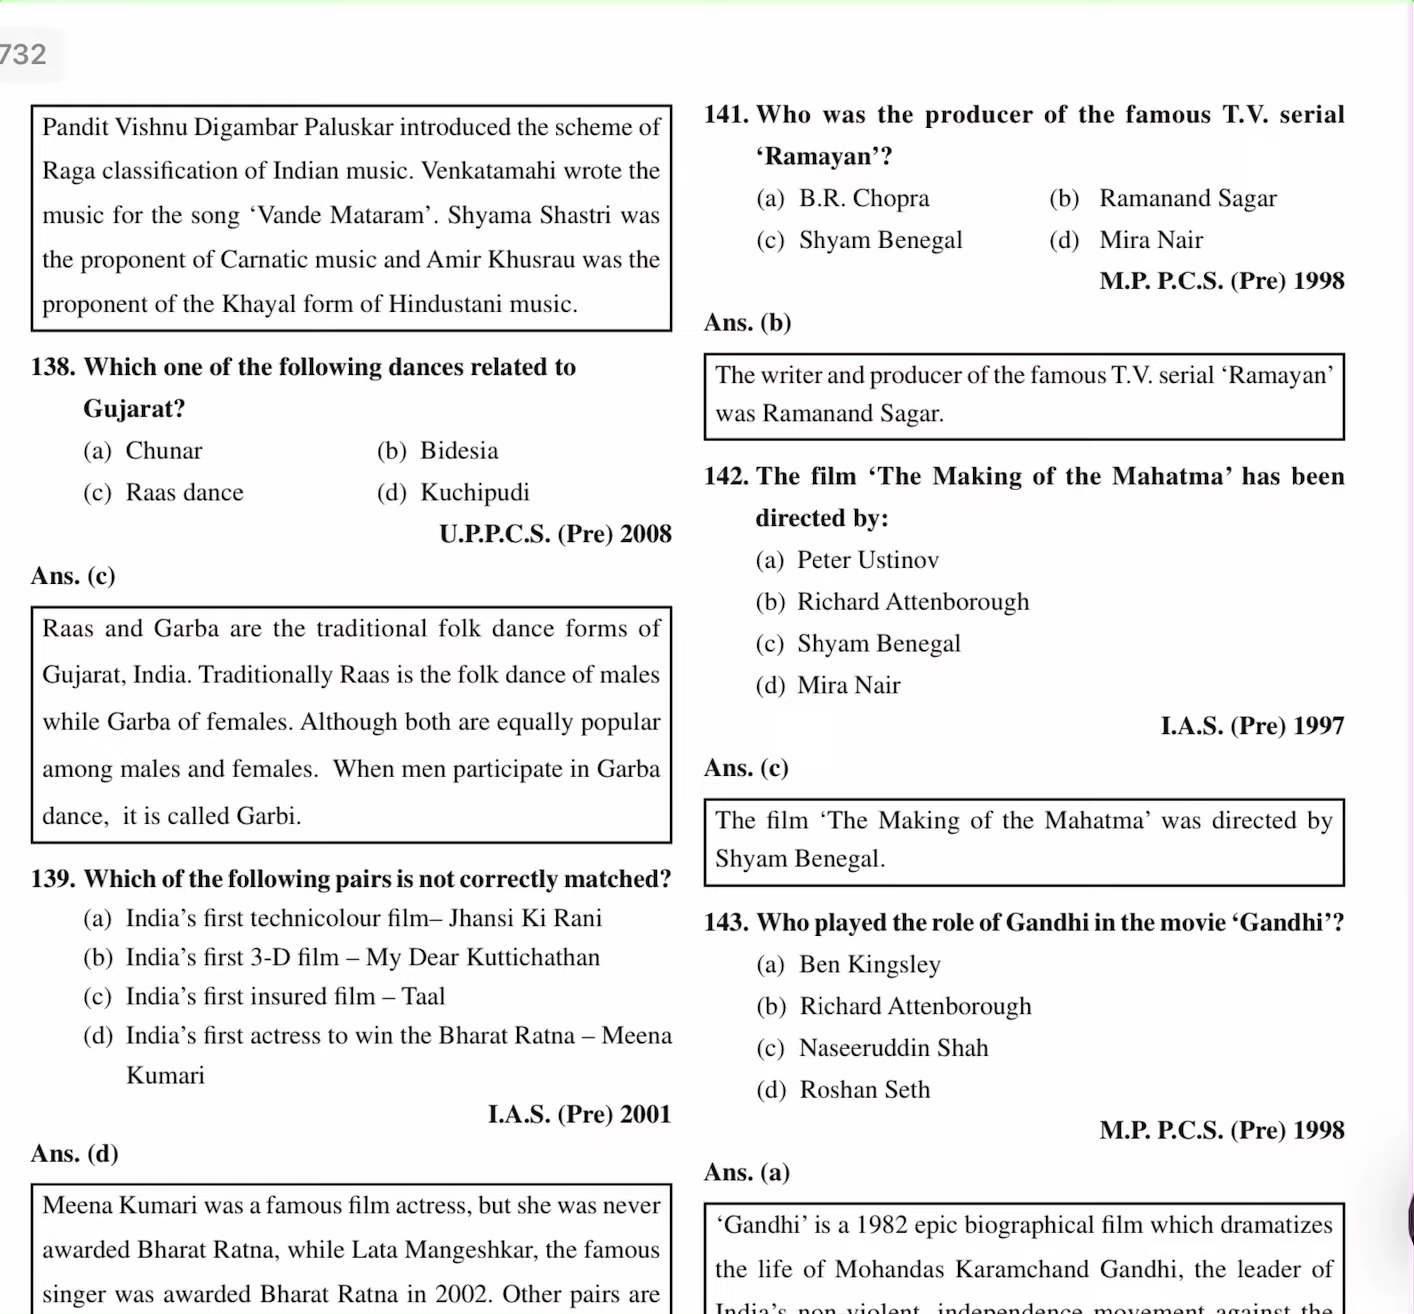 732
Pandit Vishnu Digambar Paluskar introduced the scheme of
Raga classification of Indian music. Venkatamahi wrote the
music for the song ‘Vande Mataram’. Shyama Shastri was
the proponent of Carnatic music and Amir Khusrau was the
proponent of the Khayal form of Hindustani music.
138. Which one of the following dances related to
Gujarat?
(a) Chunar (b) Bidesia
(c) Raas dance (d) Kuchipudi
U.P.P.C.S. (Pre) 2008
Ans. (c)
Raas and Garba are the traditional folk dance forms of
Gujarat, India. Traditionally Raas is the folk dance of males
while Garba of females. Although both are equally popular
among males and females. When men participate in Garba
dance, it is called Garbi.
139. Which of the following pairs is not correctly matched?
(a) India’s first technicolour film– Jhansi Ki Rani
(b) India’s first 3-D film – My Dear Kuttichathan
(c) India’s first insured film – Taal
(d) India’s first actress to win the Bharat Ratna – Meena
Kumari
I.A.S. (Pre) 2001
Ans. (d)
Meena Kumari was a famous film actress, but she was never
awarded Bharat Ratna, while Lata Mangeshkar, the famous
singer was awarded Bharat Ratna in 2002. Other pairs are
141. Who was the producer of the famous T.V. serial
‘Ramayan’?
(a) B.R. Chopra (b) Ramanand Sagar
(c) Shyam Benegal (d) Mira Nair
M.P. P.C.S. (Pre) 1998
Ans. (b)
The writer and producer of the famous T.V. serial ‘Ramayan’
was Ramanand Sagar.
142. The film ‘The Making of the Mahatma’ has been
directed by:
(a) Peter Ustinov
(b) Richard Attenborough
(c) Shyam Benegal
(d) Mira Nair
I.A.S. (Pre) 1997
Ans. (c)
The film ‘The Making of the Mahatma’ was directed by
Shyam Benegal.
143. Who played the role of Gandhi in the movie ‘Gandhi’?
(a) Ben Kingsley
(b) Richard Attenborough
(c) Naseeruddin Shah
(d) Roshan Seth
M.P. P.C.S. (Pre) 1998
Ans. (a)
‘Gandhi’ is a 1982 epic biographical film which dramatizes
the life of Mohandas Karamchand Gandhi, the leader of
India’s non-violent, independence movement against the